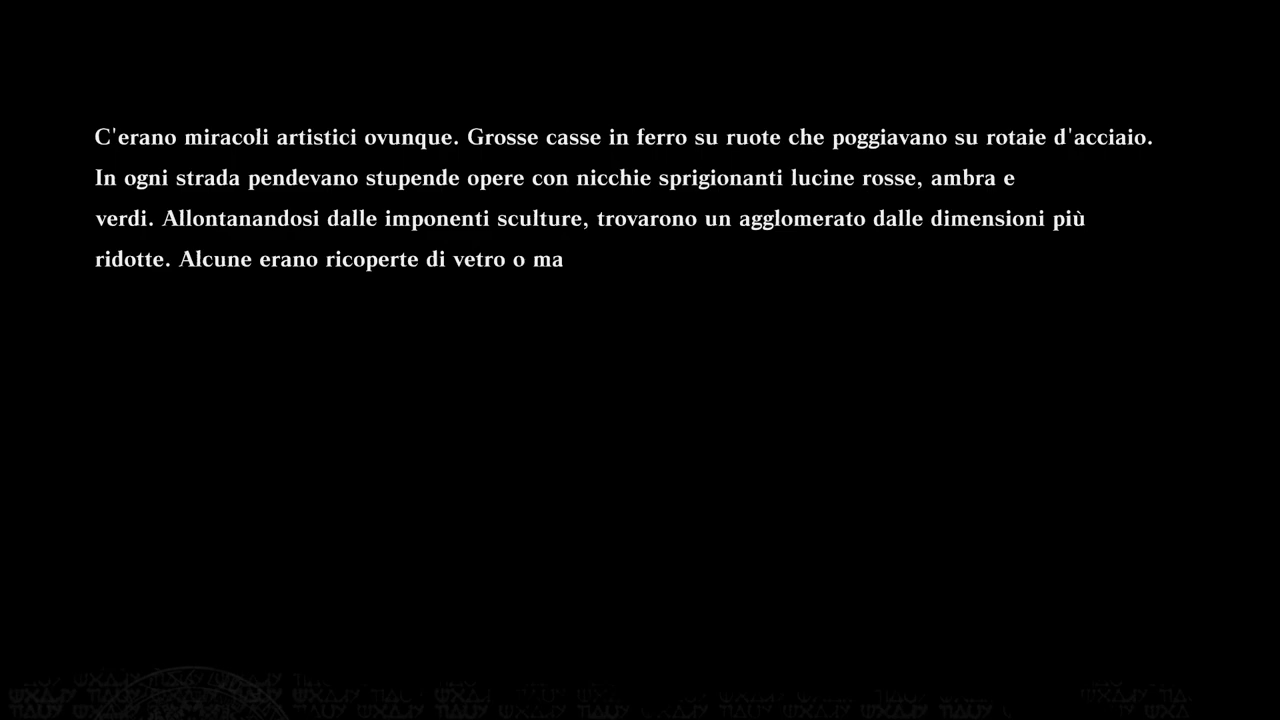 C'erano miracoli artistici ovunque. Grosse casse in ferro su ruote che poggiavano su rotaie d'acciaio.
In ogni strada pendevano stupende opere con nicchie sprigionanti lucine rosse, ambra e
verdi. Allontanandosi dalle imponenti sculture, trovarono un agglomerato dalle dimensioni più
ridotte. Alcune erano ricoperte di vetro o ma